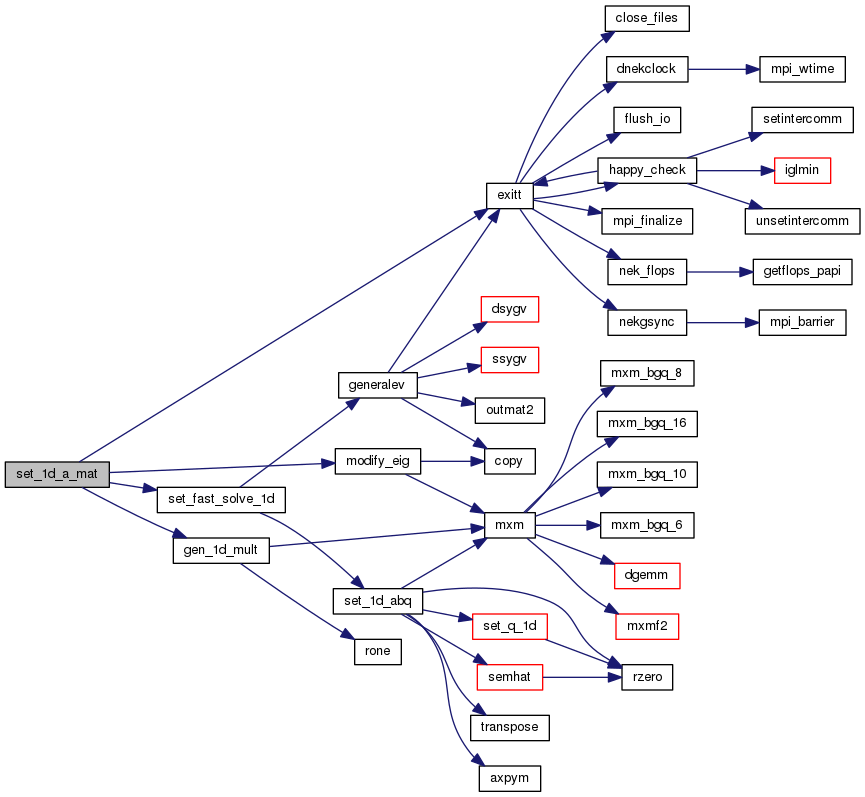 close_files
dnekclock
mpi_wtime
flush_io
setintercomm
happy_check
iglmin
exitt
mpi_finalize
unsetintercomm
nek_flops
getflops_papi
dsygv
nekgsync
mpi_barrier
ssygv
mxm_bgq_8
generalev
outmat2
mxm_bgq_16
modify_eig
copy
set_1d_a_mat
mxm_bgq_10
set_fast_solve_1d
mxm
mxm_bgq_6
gen_1d_mult
dgemm
set_1d_abq
set_q_1d
mxmf2
rone
semhat
rzero
transpose
axpym